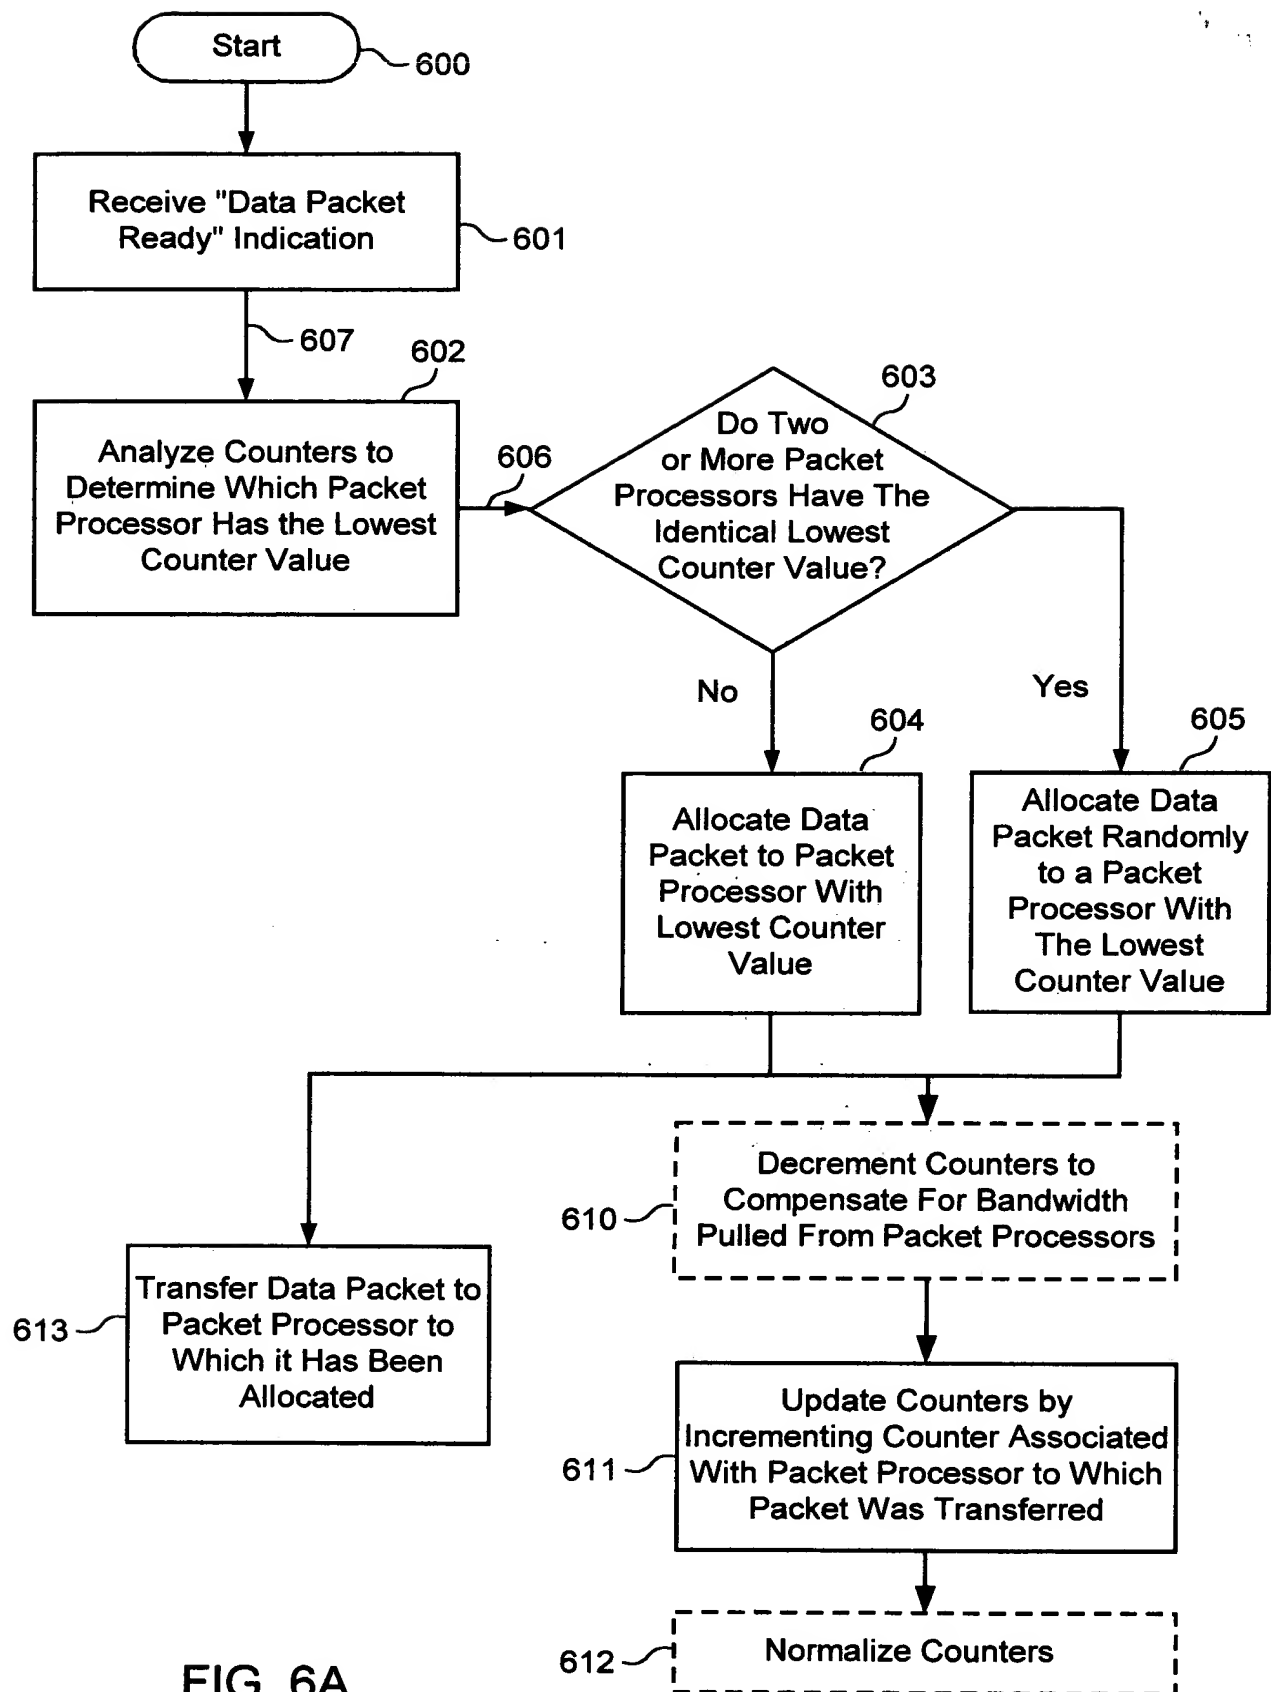 Start
600
Receive "Data Packet
Ready" Indication
601
607
602
Analyze Counters to
Determine Which Packet
Processor Has the Lowest
Counter Value
606
603
Do Two
or More Packet
Processors Have The
Identical Lowest
Counter Value?
No
Yes
604
605
Allocate Data
Packet to Packet
Processor With
Lowest Counter
Value
Allocate Data
Packet Randomly
to a Packet
Processor With
The Lowest
Counter Value
Decrement Counters to
Compensate For Bandwidth
Pulled From Packet Processors
610
Transfer Data Packet to
Packet Processor to
Which it Has Been
Allocated
613
Update Counters by
Incrementing Counter Associated
With Packet Processor to Which
Packet Was Transferred
611
Normalize Counters
612
FIG. 6A